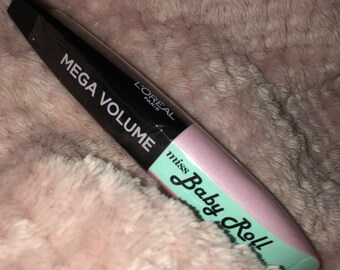 MEGA VOLUME
L'ORÉAL
PARIS
miss
Baby Roll